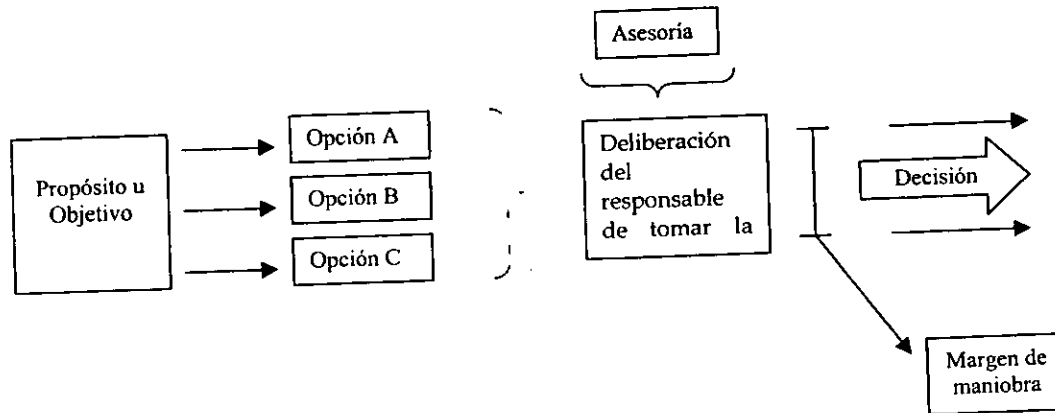 Asesoría
Propósito u
Objetivo
Opción A
Opción B
Opción C
Deliberación
del
responsable
de tomar la
Decisión
Margen de
maniobra